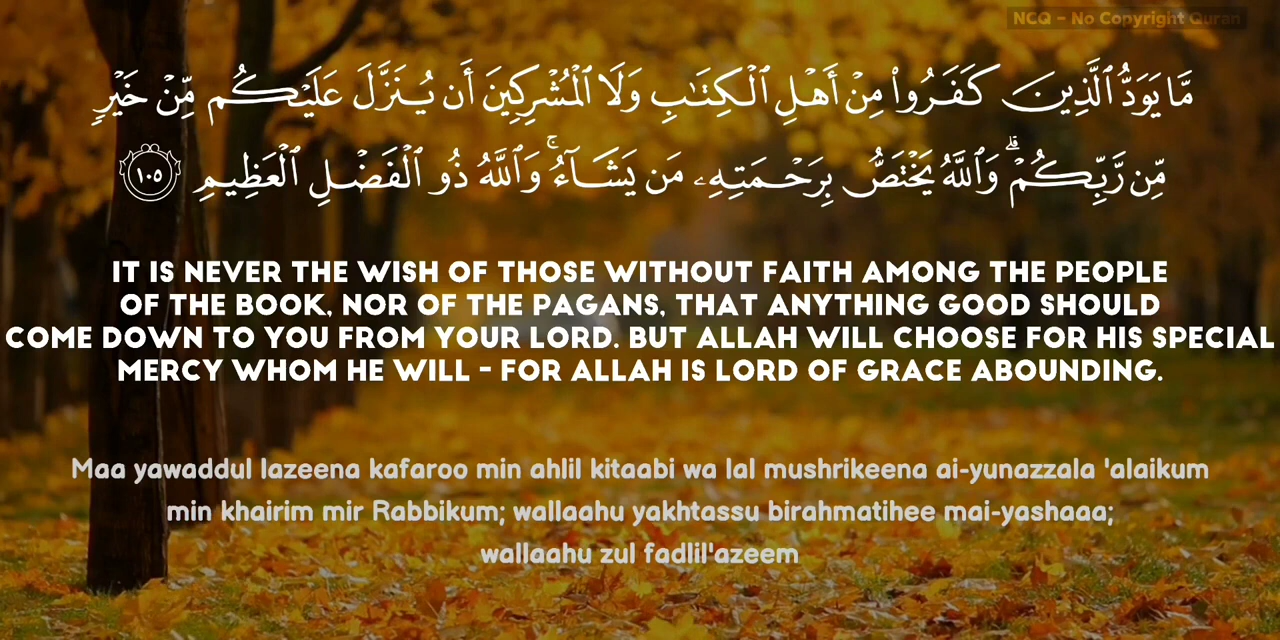 NCQ - No Copyright Quran
مَّا يَوَدُّ ٱلَّذِينَ كَفَرُوا۟ مِنْ أَهْلِ ٱلْكِتَٰبِ وَلَا ٱلْمُشْرِكِينَ أَن يُنَزَّلَ عَلَيْكُم مِّنْ خَيْرٍ
مِّن رَّبِّكُمْ ۗ وَٱللَّهُ يَخْتَصُّ بِرَحْمَتِهِۦ مَن يَشَآءُ ۚ وَٱللَّهُ ذُو ٱلْفَضْلِ ٱلْعَظِيمِ ١٠٥
IT IS NEVER THE WISH OF THOSE WITHOUT FAITH AMONG THE PEOPLE
OF THE BOOK, NOR OF THE PAGANS, THAT ANYTHING GOOD SHOULD
COME DOWN TO YOU FROM YOUR LORD. BUT ALLAH WILL CHOOSE FOR HIS SPECIAL
MERCY WHOM HE WILL - FOR ALLAH IS LORD OF GRACE ABOUNDING.
Maa yawaddul lazeena kafaroo min ahlil kitaabi wa lal mushrikeena ai-yunazzala 'alaikum
min khairim mir Rabbikum; wallaahu yakhtassu birahmatihee mai-yashaaa;
wallaahu zul fadlil'azeem